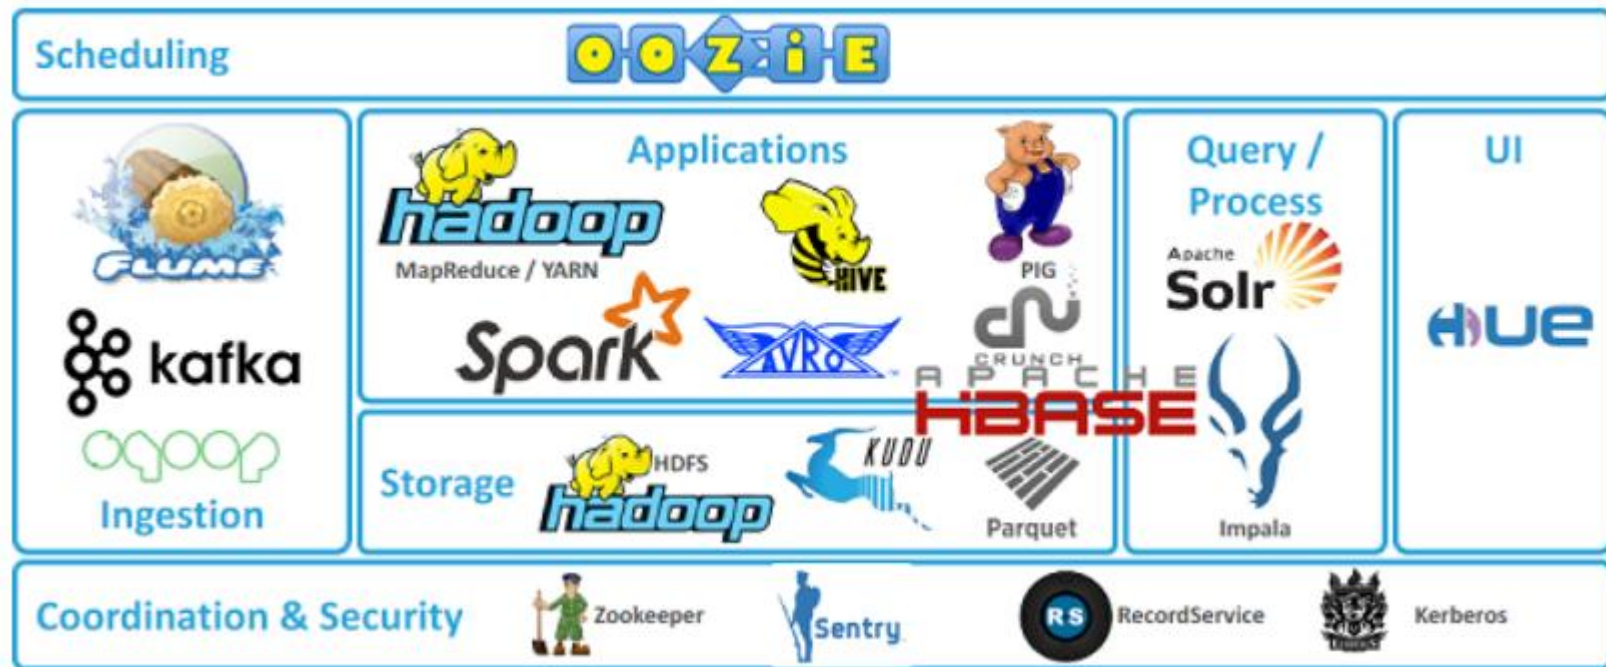 Scheduling
OOZiE
FLUME
kafka
sqoop
Ingestion
Applications
hadoop
MapReduce / YARN
HIVE
PIG
Spark
AVRO
CRUNCH
APACHE
HBASE
Storage
HDFS
hadoop
KUDU
Parquet
Query /
Process
Apache
Solr
Impala
UI
HUE
Coordination & Security
Zookeeper
Sentry
RS
RecordService
Kerberos